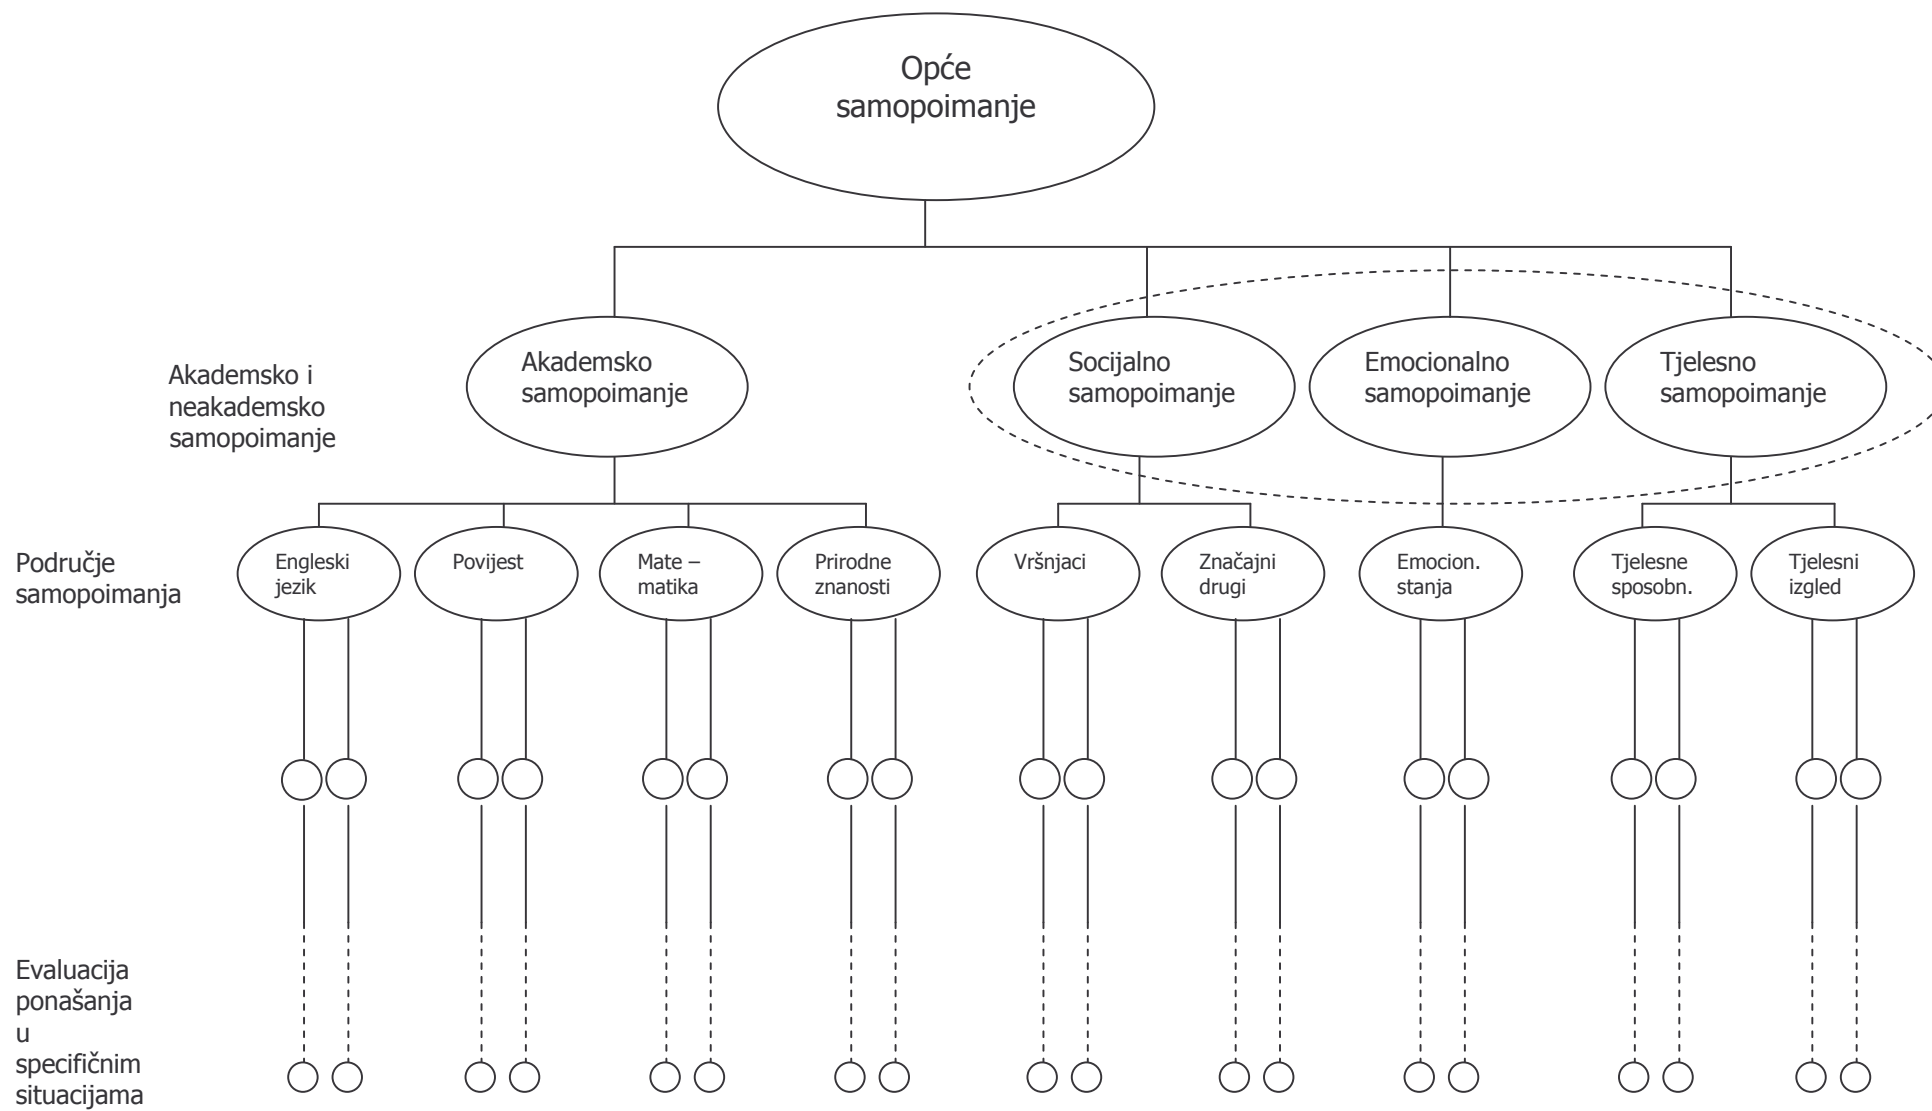 Opće
samopoimanje
Akademsko i
neakademsko
samopoimanje
Akademsko
samopoimanje
Socijalno
samopoimanje
Emocionalno
samopoimanje
Tjelesno
samopoimanje
Područje
samopoimanja
Engleski
jezik
Povijest
Mate –
matika
Prirodne
znanosti
Vršnjaci
Značajni
drugi
Emocion.
stanja
Tjelesne
sposobn.
Tjelesni
izgled
Evaluacija
ponašanja
u
specifičnim
situacijama